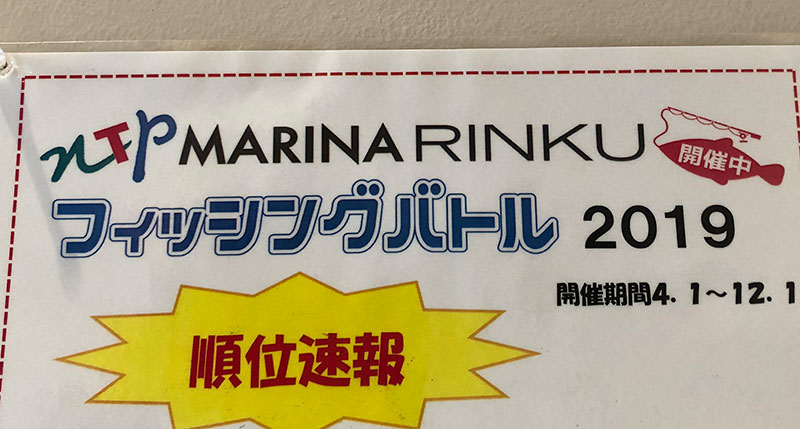 NTP MARINA RINKU
開催中
フィッシングバトル 2019
開催期間4. 1～12. 1
順位速報